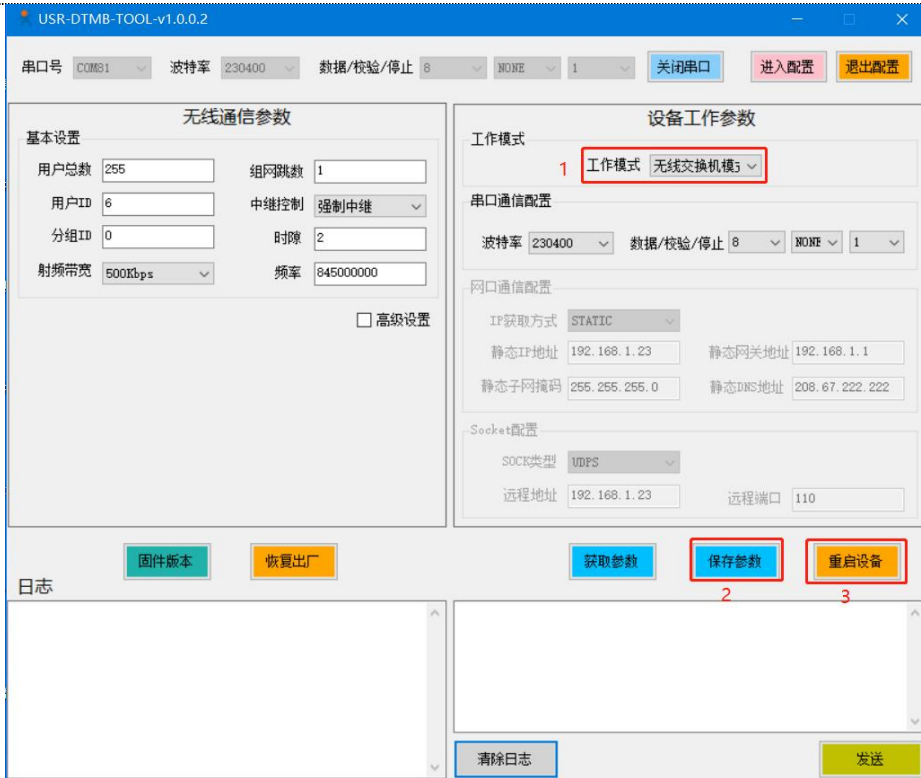 USR-DTMB-TOOL-v1.0.0.2
串口号 COM81 波特率 230400 数据/校验/停止 8 NONE 1 关闭串口 进入配置 退出配置
无线通信参数
基本设置
用户总数 255 组网跳数 1
用户ID 6 中继控制 强制中继
分组ID 0 时隙 2
射频带宽 500Kbps 频率 845000000
高级设置
设备工作参数
工作模式
1 工作模式 无线交换机模
串口通信配置
波特率 230400 数据/校验/停止 8 NONE 1
网口通信配置
IP获取方式 STATIC
静态IP地址 192.168.1.23 静态网关地址 192.168.1.1
静态子网掩码 255.255.255.0 静态DNS地址 208.67.222.222
Socket配置
SOCK类型 UDPS
远程地址 192.168.1.23 远程端口 110
固件版本 恢复出厂 获取参数 保存参数 重启设备
2 3
日志
清除日志 发送